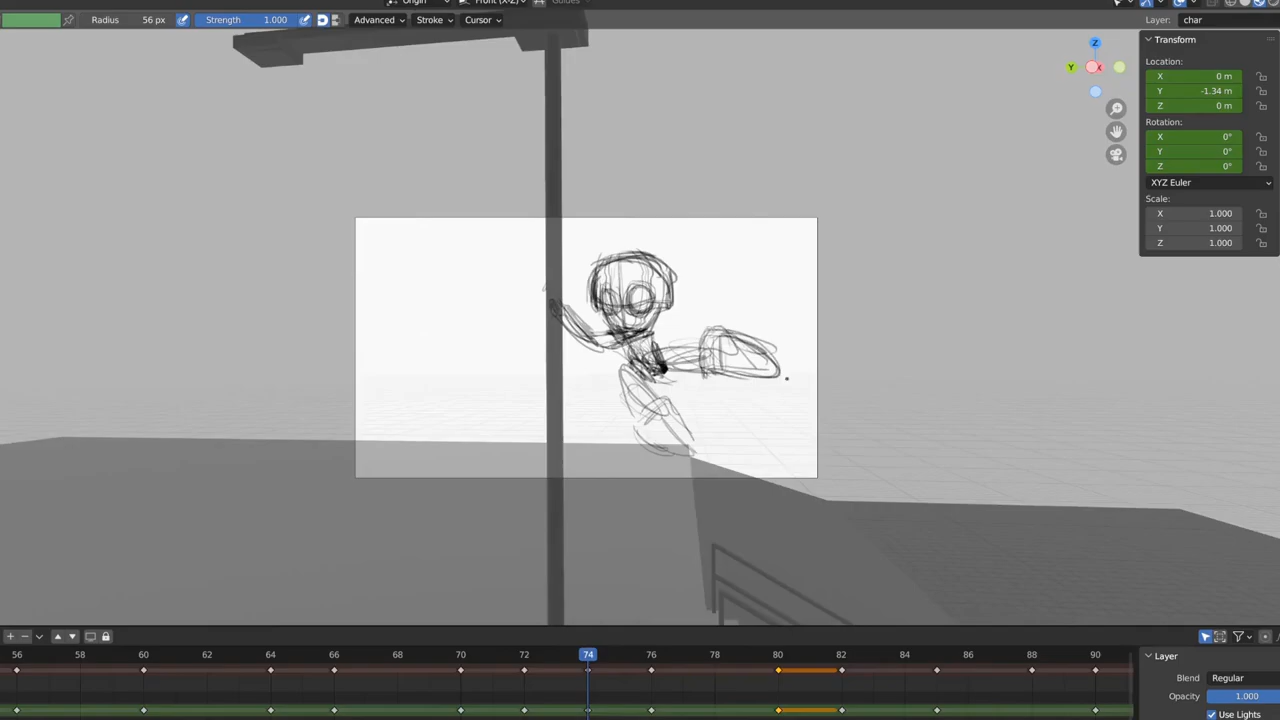 Origin Front (X-Z) Guides
Radius 56 px Strength 1.000 Advanced Stroke Cursor Layer: char
Transform
Location:
X 0 m
Y -1.34 m
Z 0 m
Rotation:
X 0°
Y 0°
Z 0°
XYZ Euler
Scale:
X 1.000
Y 1.000
Z 1.000
Z
Y X
56 58 60 62 64 66 68 70 72 74 76 78 80 82 84 86 88 90
Layer
Blend Regular
Opacity 1.000
Use Lights